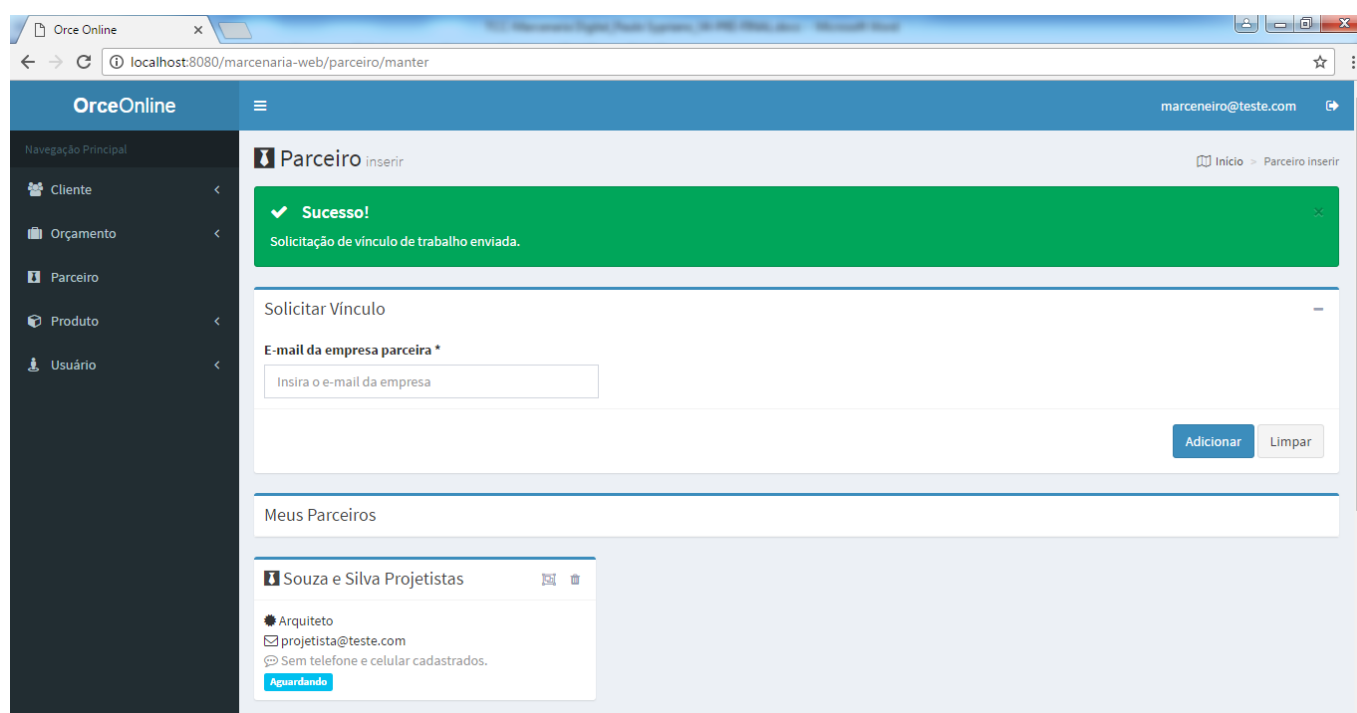 Orce Online
localhost:8080/marcenaria-web/parceiro/manter
OrceOnline
marceneiro@teste.com
Navegação Principal
Cliente
Orçamento
Parceiro
Produto
Usuário
Parceiro inserir
Início > Parceiro inserir
Sucesso!
Solicitação de vínculo de trabalho enviada.
Solicitar Vínculo
E-mail da empresa parceira *
Insira o e-mail da empresa
Adicionar Limpar
Meus Parceiros
Souza e Silva Projetistas
Arquiteto
projetista@teste.com
Sem telefone e celular cadastrados.
Aguardando